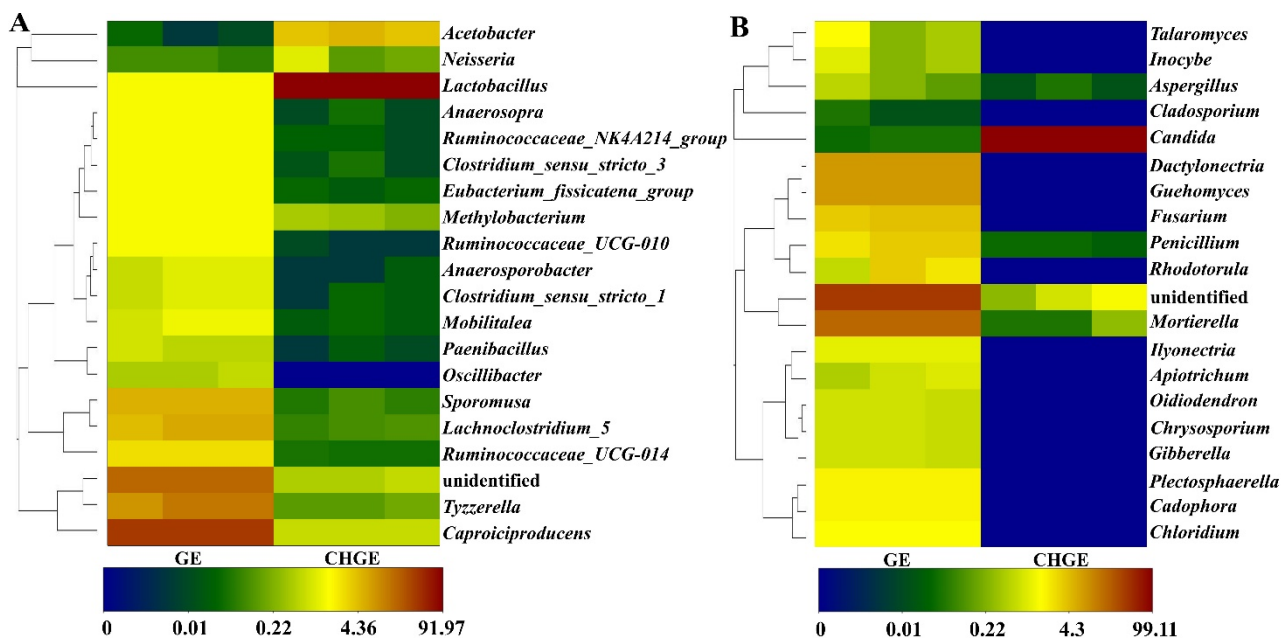 A
Acetobacter
Neisseria
Lactobacillus
Anaerosopra
Ruminococcaceae_NK4A214_group
Clostridium_sensu_stricto_3
Eubacterium_fissicatena_group
Methylobacterium
Ruminococcaceae_UCG-010
Anaerosporobacter
Clostridium_sensu_stricto_1
Mobilitalea
Paenibacillus
Oscillibacter
Sporomusa
Lachnoclostridium_5
Ruminococcaceae_UCG-014
unidentified
Tyzzerella
Caproiciproducens
GE CHGE
0 0.01 0.22 4.36 91.97
B
Talaromyces
Inocybe
Aspergillus
Cladosporium
Candida
Dactylonectria
Guehomyces
Fusarium
Penicillium
Rhodotorula
unidentified
Mortierella
Ilyonectria
Apiotrichum
Oidiodendron
Chrysosporium
Gibberella
Plectosphaerella
Cadophora
Chloridium
GE CHGE
0 0.01 0.22 4.3 99.11